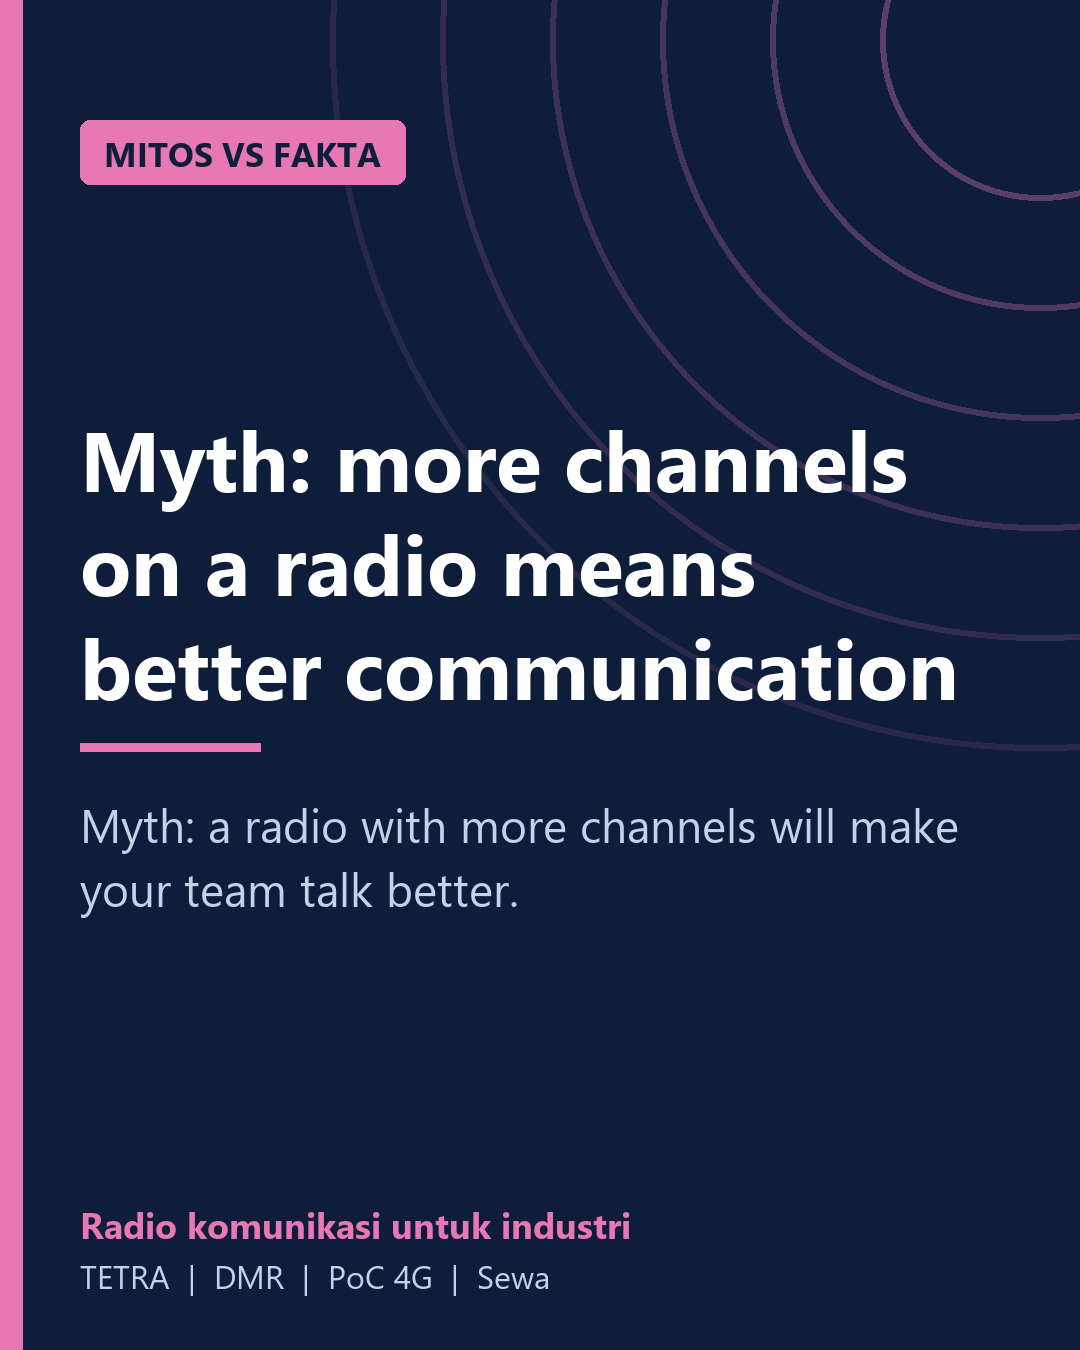 MITOS VS FAKTA
Myth: more channels
on a radio means
better communication
Myth: a radio with more channels will make
your team talk better.
Radio komunikasi untuk industri
TETRA | DMR | PoC 4G | Sewa